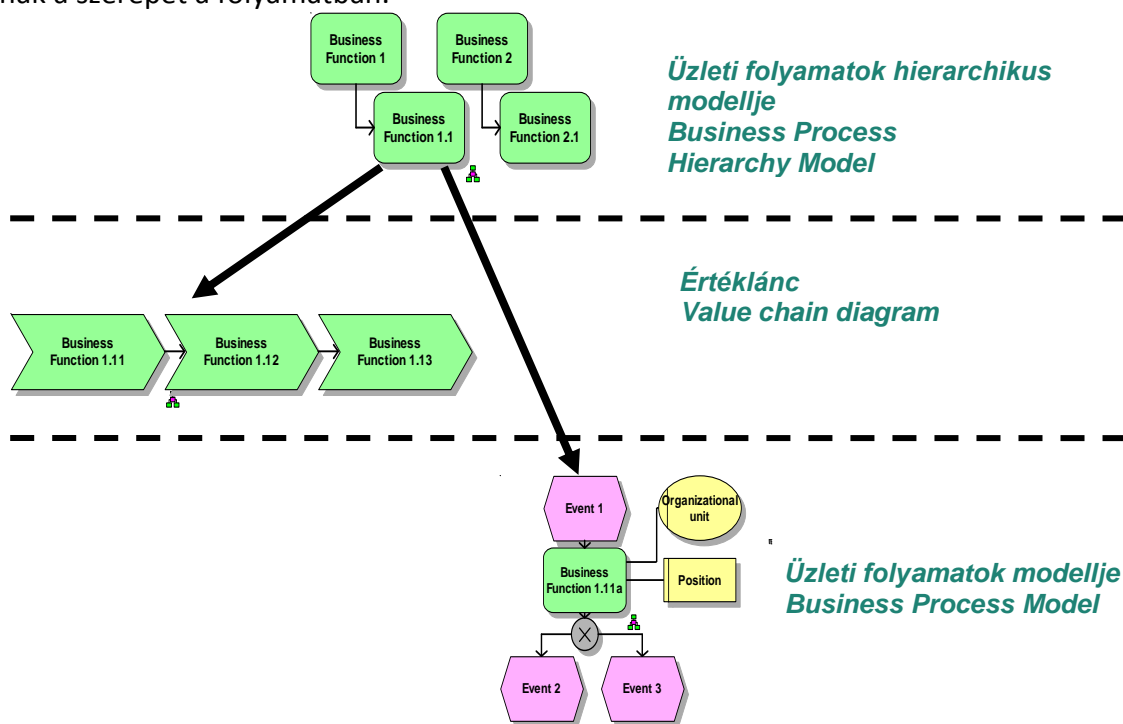 nak a szerepét a folyamatban.
Business
Function 1
Business
Function 2
Üzleti folyamatok hierarchikus
modellje
Business Process
Hierarchy Model
Business
Function 1.1
Business
Function 2.1
Értéklánc
Value chain diagram
Business
Function 1.11
Business
Function 1.12
Business
Function 1.13
Event 1
Organizational
unit
Business
Function 1.11a
Position
Üzleti folyamatok modellje
Business Process Model
Event 2
Event 3